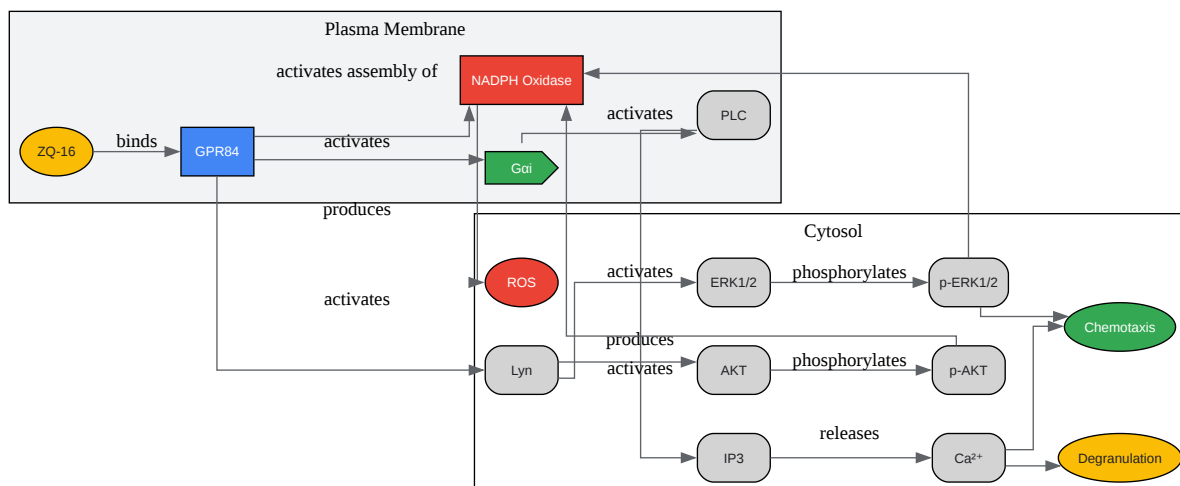 Plasma Membrane
activates assembly of
NADPH Oxidase
activates
PLC
ZQ-16
binds
GPR84
activates
Gαi
produces
Cytosol
activates
ROS
activates
ERK1/2
phosphorylates
p-ERK1/2
Chemotaxis
produces
Lyn
activates
AKT
phosphorylates
p-AKT
releases
IP3
Ca²⁺
Degranulation